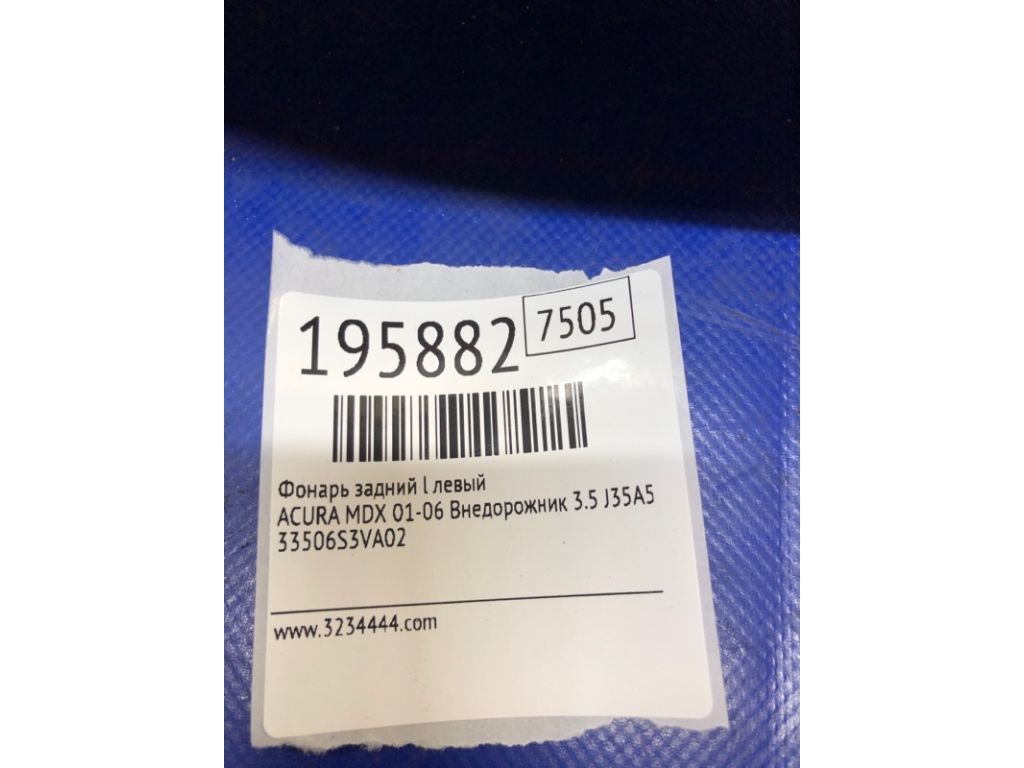 195882 7505
Фонарь задний l левый
ACURA MDX 01-06 Внедорожник 3.5 J35A5
33506S3VA02
www.3234444.com